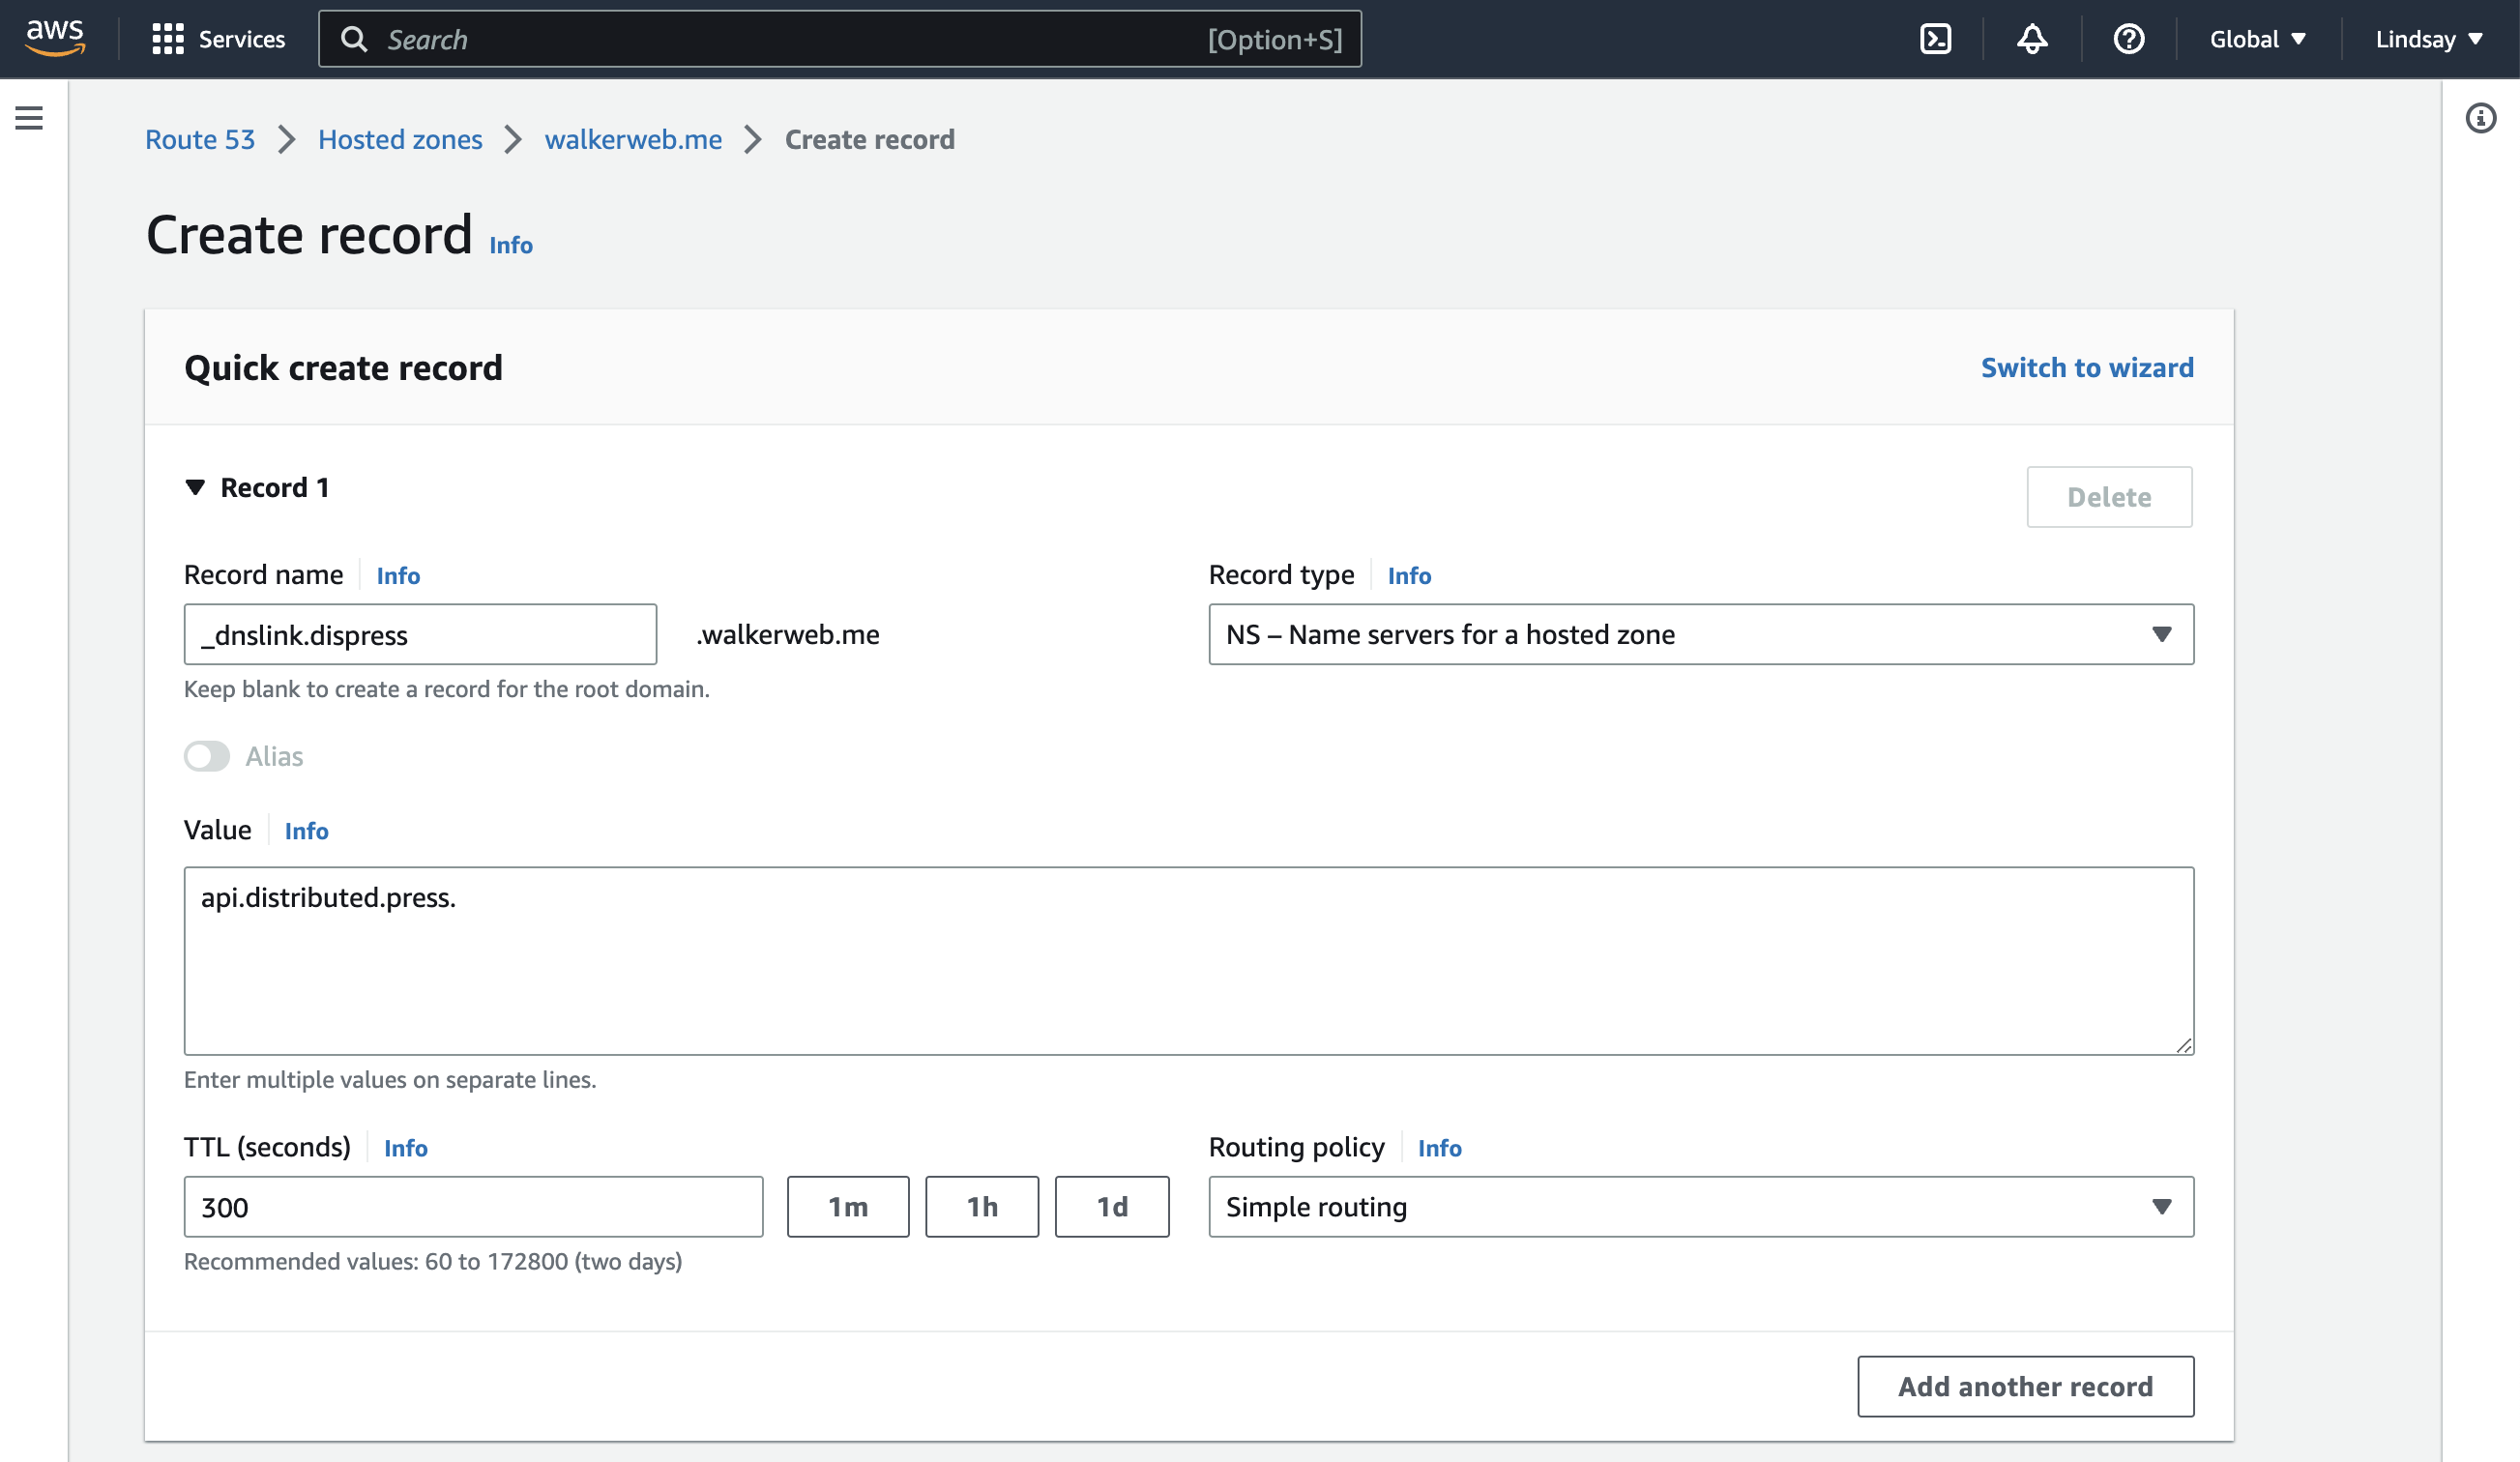 aws Services Search [Option+S] Global Lindsay
Route 53 Hosted zones walkerweb.me Create record
Create record Info
Quick create record Switch to wizard
Record 1 Delete
Record name Info Record type Info
_dnslink.dispress .walkerweb.me NS – Name servers for a hosted zone
Keep blank to create a record for the root domain.
Alias
Value Info
api.distributed.press.
Enter multiple values on separate lines.
TTL (seconds) Info Routing policy Info
300 1m 1h 1d Simple routing
Recommended values: 60 to 172800 (two days)
Add another record